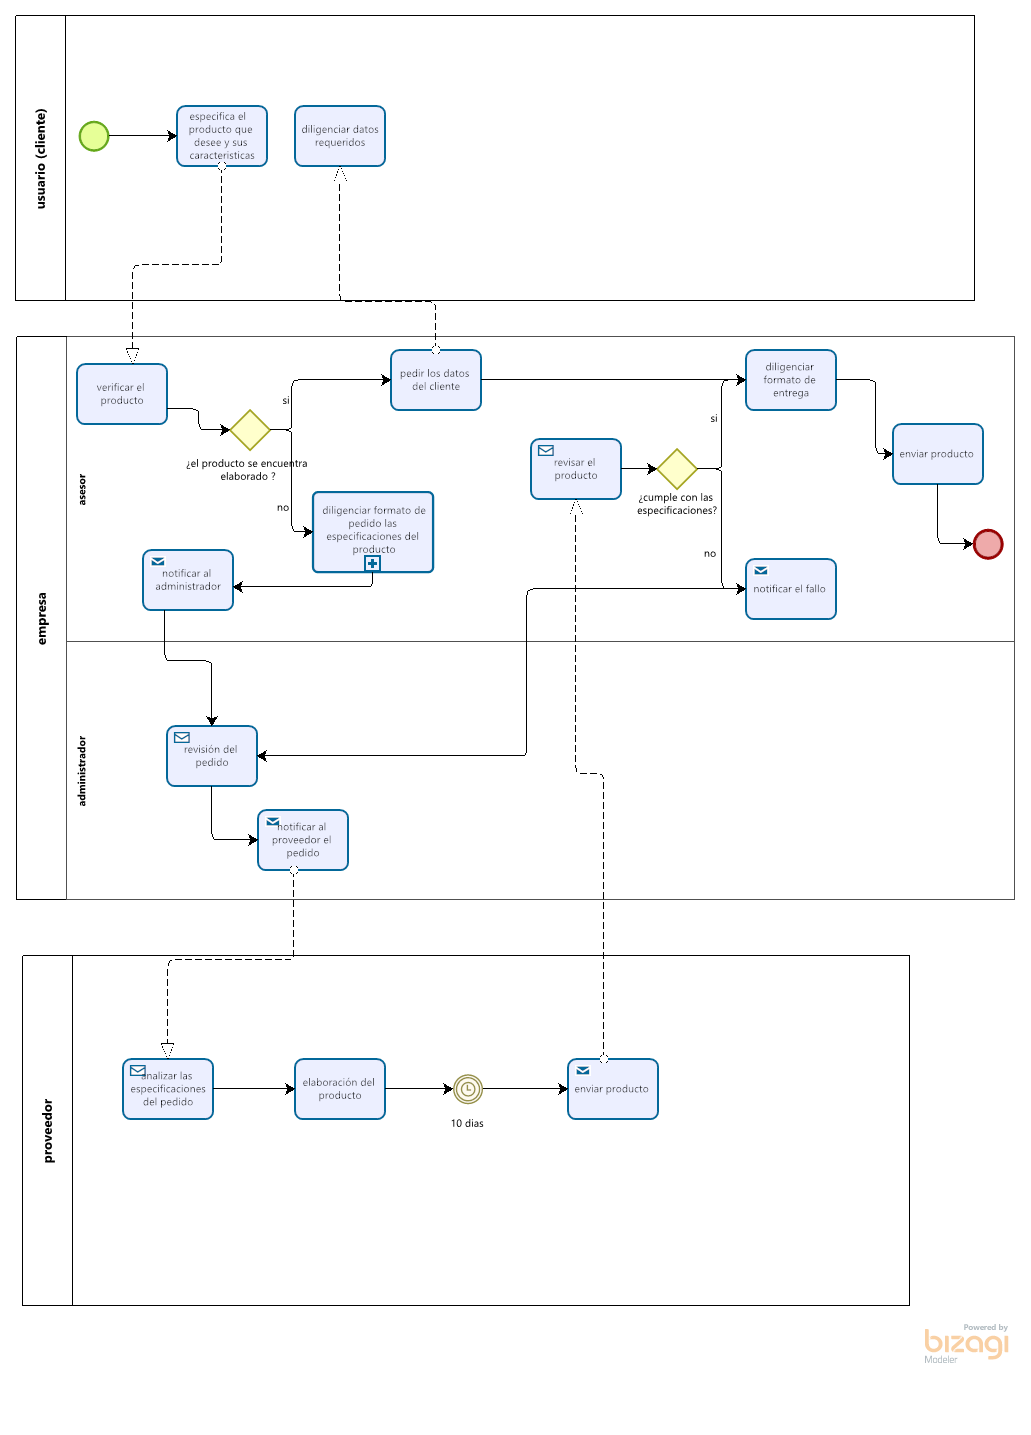 usuario (cliente)
especifica el
producto que
desee y sus
caracteristicas
diligenciar datos
requeridos
empresa
asesor
verificar el
producto
¿el producto se encuentra
elaborado ?
si
no
pedir los datos
del cliente
diligenciar formato de
pedido las
especificaciones del
producto
notificar al
administrador
revisar el
producto
¿cumple con las
especificaciones?
si
no
diligenciar
formato de
entrega
enviar producto
notificar el fallo
administrador
revisión del
pedido
notificar al
proveedor el
pedido
proveedor
analizar las
especificaciones
del pedido
elaboración del
producto
10 dias
enviar producto
Powered by
bizagi
Modeler